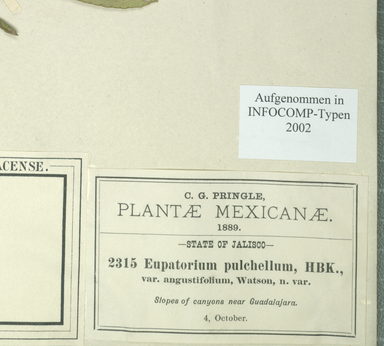 Aufgenommen in
INFOCOMP-Typen
2002
ACENSE.
C. G. PRINGLE,
PLANTÆ MEXICANÆ.
1889.
—STATE OF JALISCO—
2315 Eupatorium pulchellum, HBK.,
var. angustifolium, Watson, n. var.
Slopes of canyons near Guadalajara.
4, October.